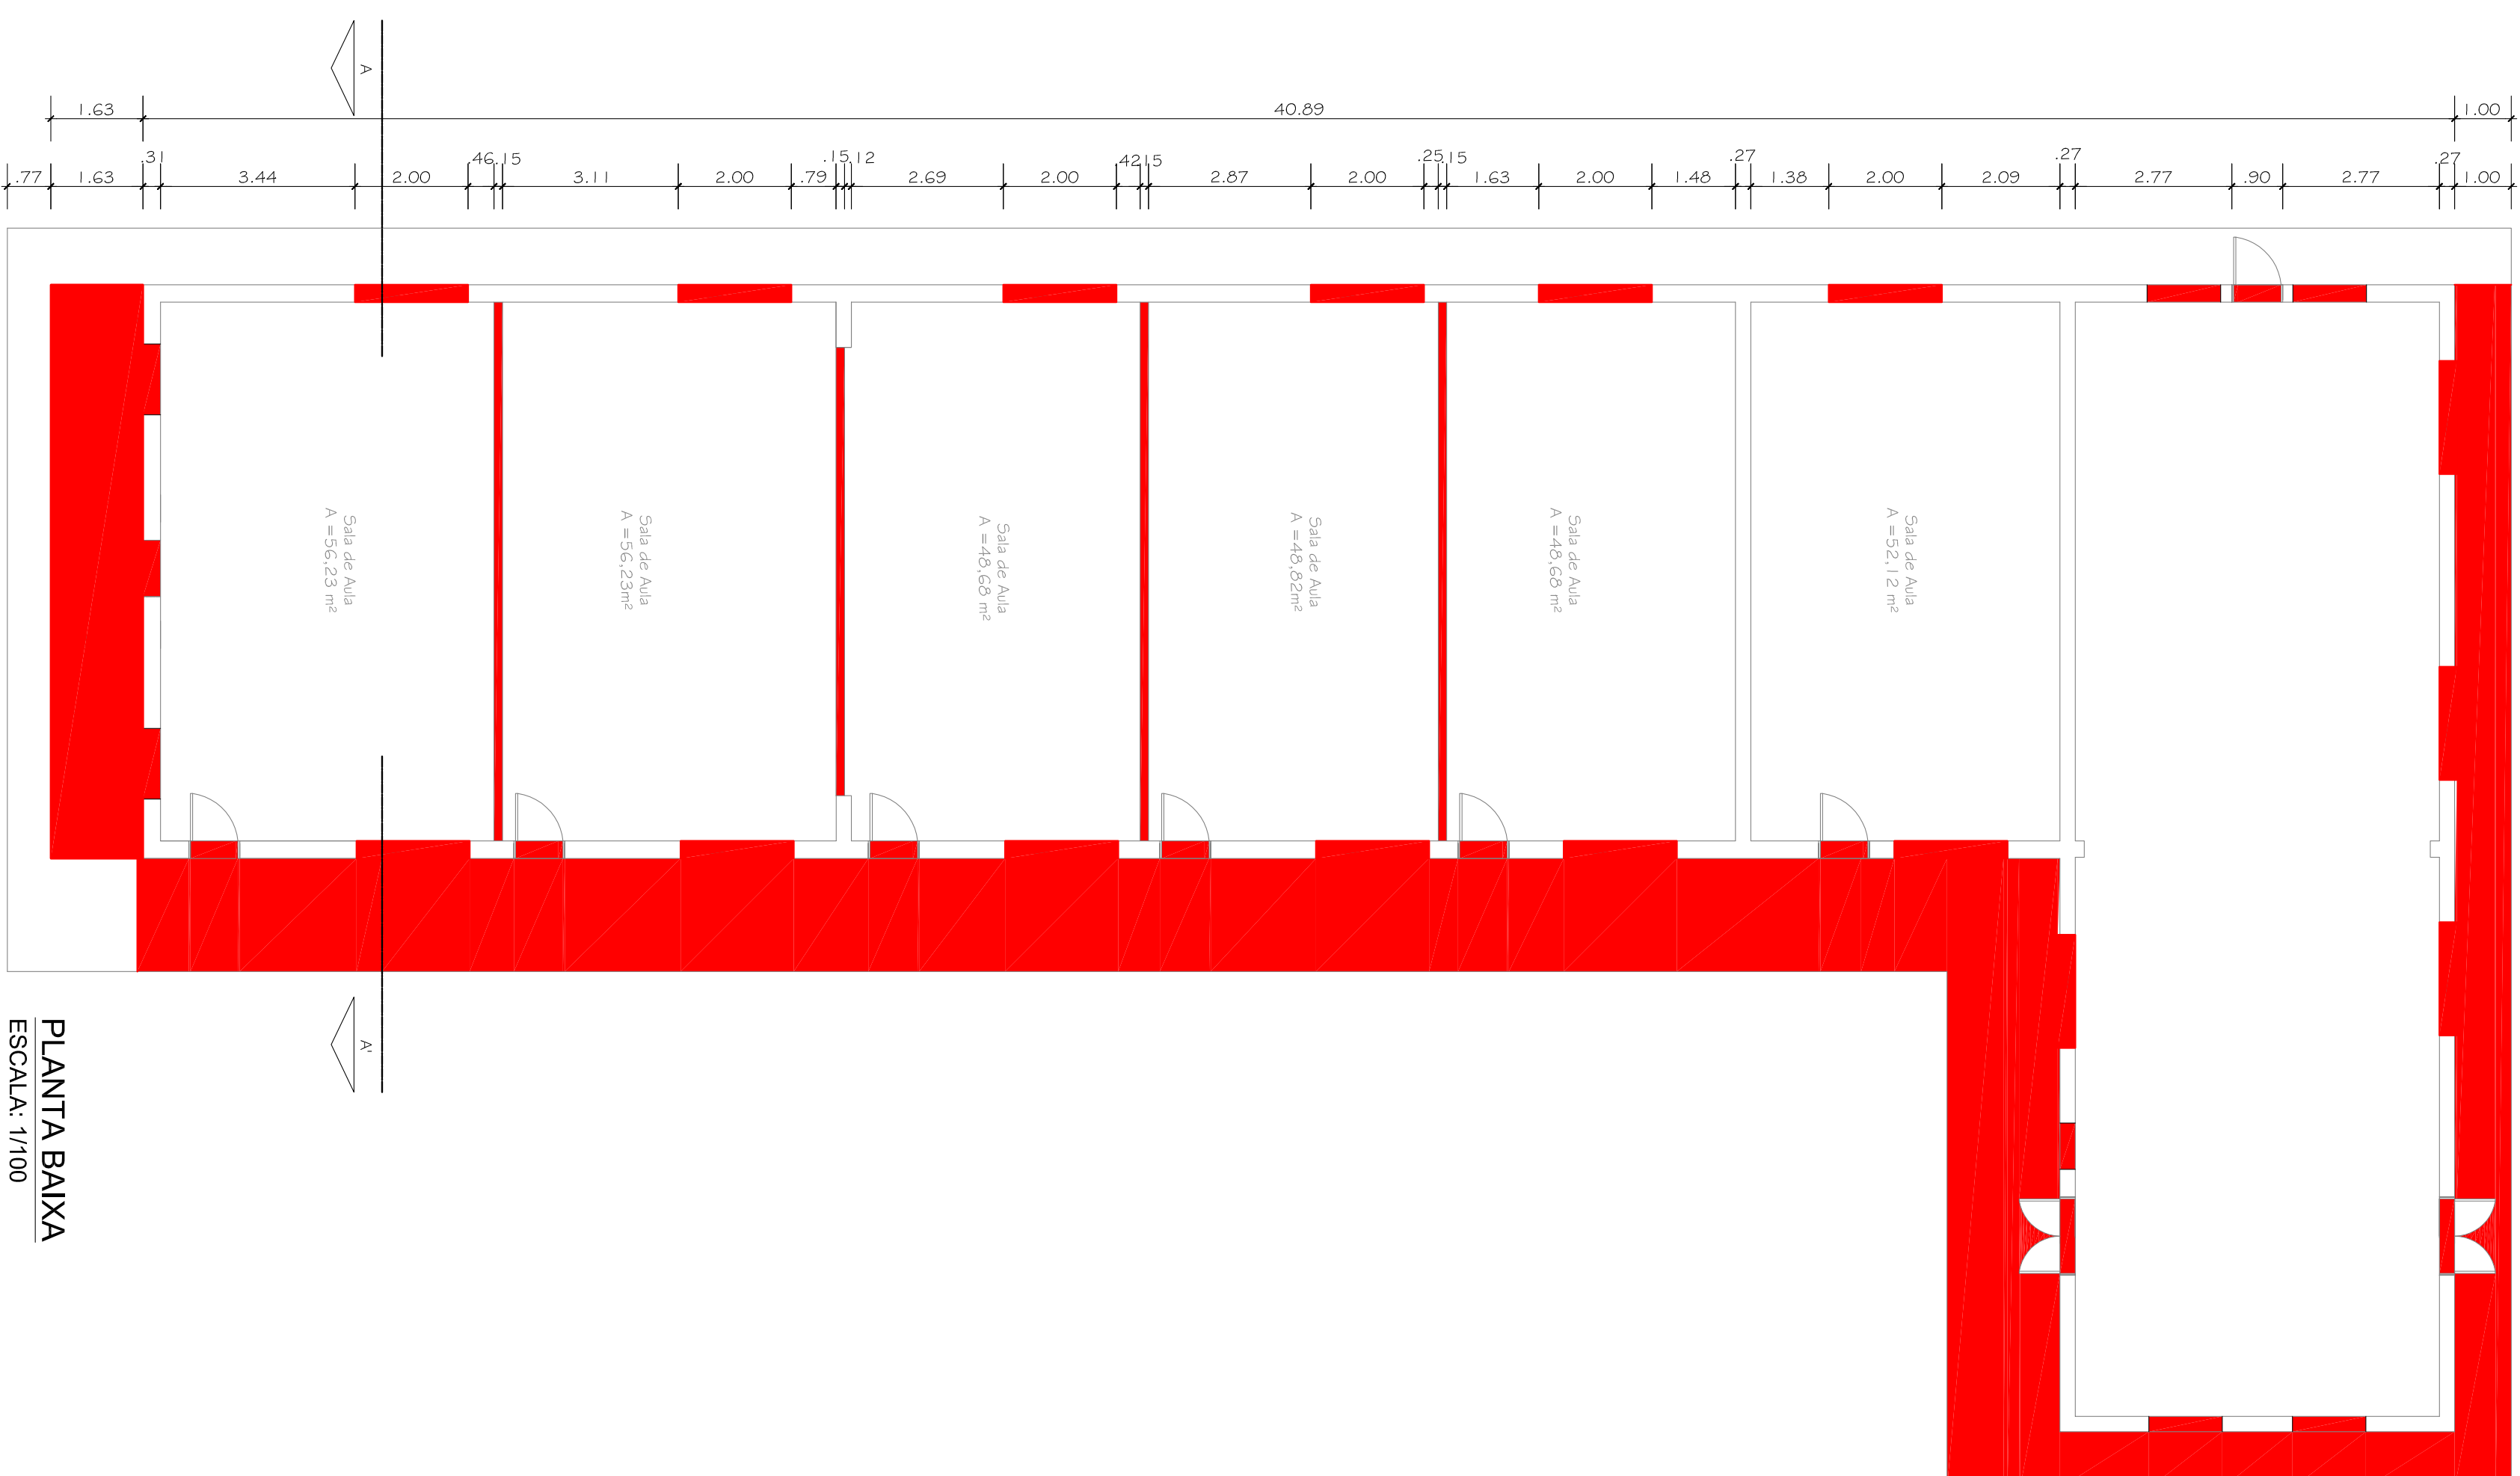 A
1.63
40.89
1.00
.77
1.63
.31
3.44
2.00
.46
.15
3.11
2.00
.79
.15
.12
2.69
2.00
.42
.15
2.87
2.00
.25
.15
1.63
2.00
1.48
.27
1.38
2.00
2.09
.27
2.77
.90
2.77
.27
1.00
Sala de Aula
A =56,23 m²
Sala de Aula
A =56,23m²
Sala de Aula
A =48,68 m²
Sala de Aula
A =48,82m²
Sala de Aula
A =48,68 m²
Sala de Aula
A =52,12 m²
A'
PLANTA BAIXA
ESCALA: 1/100